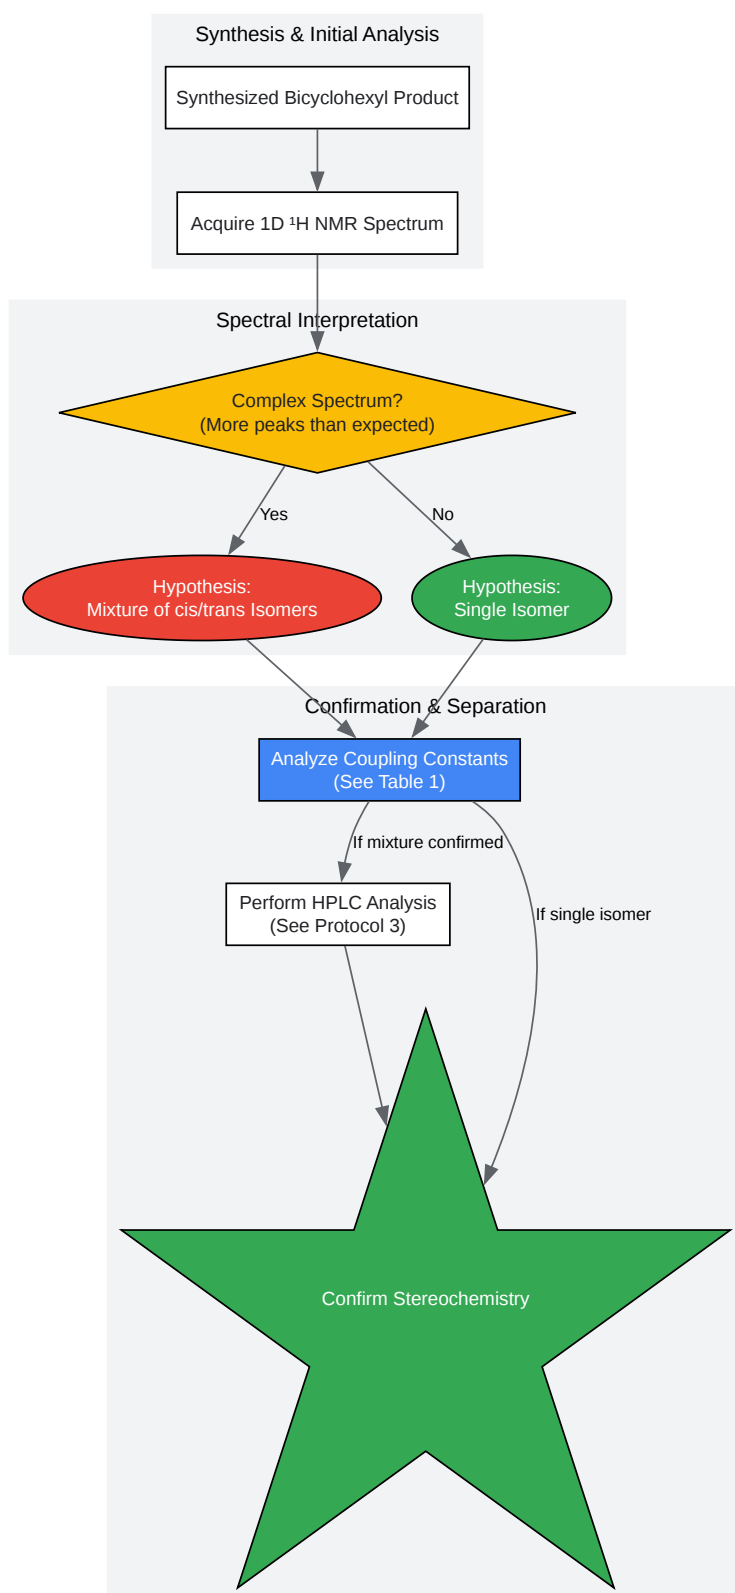 Synthesis & Initial Analysis
Synthesized Bicyclohexyl Product
Acquire 1D ¹H NMR Spectrum
Spectral Interpretation
Complex Spectrum?
(More peaks than expected)
Yes
No
Hypothesis:
Mixture of cis/trans Isomers
Hypothesis:
Single Isomer
Confirmation & Separation
Analyze Coupling Constants
(See Table 1)
If mixture confirmed
Perform HPLC Analysis
(See Protocol 3)
If single isomer
Confirm Stereochemistry